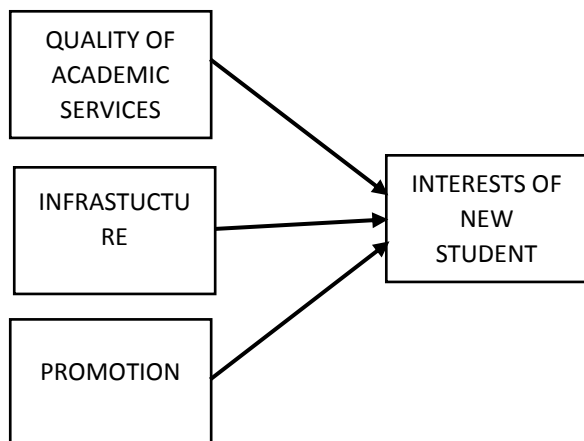 QUALITY OF
ACADEMIC
SERVICES
INFRASTUCTU
RE
PROMOTION
INTERESTS OF
NEW
STUDENT